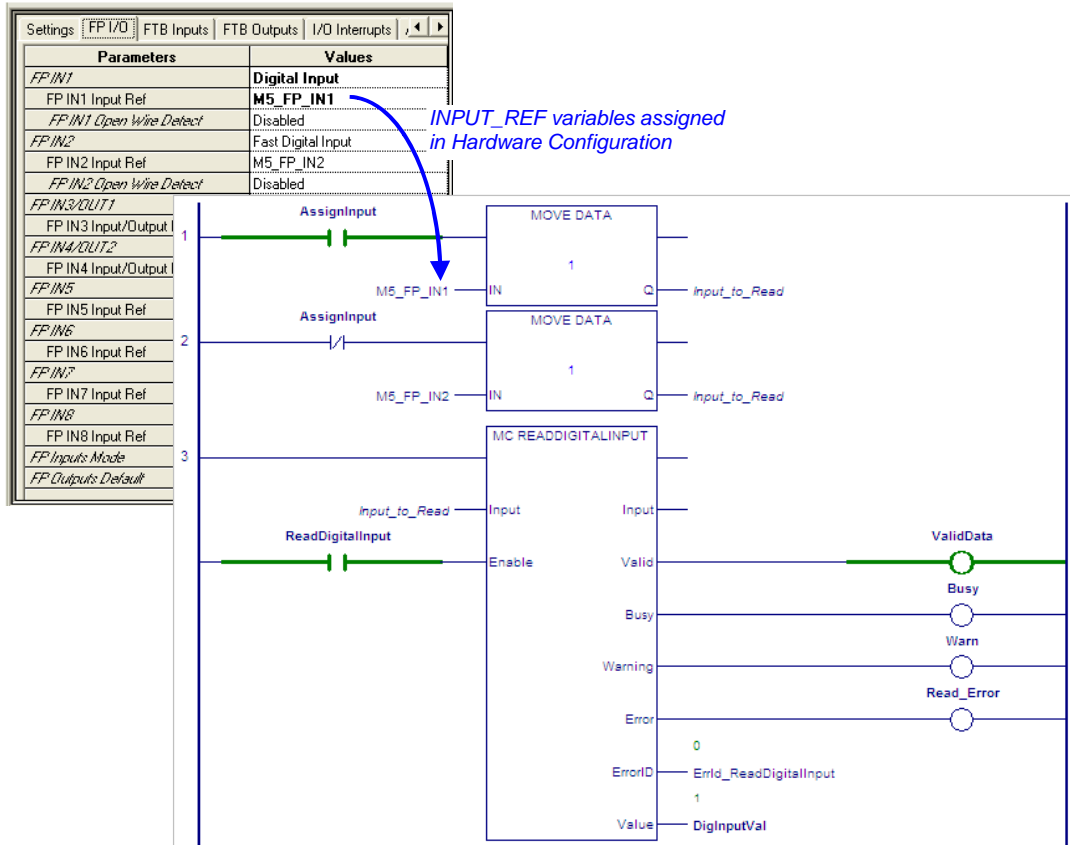 Settings FP I/O FTB Inputs FTB Outputs I/O Interrupts
Parameters Values
FP IN1 Digital Input
FP IN1 Input Ref M5_FP_IN1
FP IN1 Open Wire Detect Disabled
FP IN2 Fast Digital Input
FP IN2 Input Ref M5_FP_IN2
FP IN2 Open Wire Detect Disabled
FP IN3/OUT1
FP IN3 Input/Output
FP IN4/OUT2
FP IN4 Input/Output
FP IN5
FP IN5 Input Ref
FP IN6
FP IN6 Input Ref
FP IN7
FP IN7 Input Ref
FP IN8
FP IN8 Input Ref
FP Inputs Mode
FP Outputs Default
INPUT_REF variables assigned
in Hardware Configuration
AssignInput MOVE DATA
1
1
M5_FP_IN1 IN Q Input_to_Read
AssignInput MOVE DATA
2
1
M5_FP_IN2 IN Q Input_to_Read
MC READDIGITALINPUT
3
Input_to_Read Input Input
ReadDigitalInput ValidData
Enable Valid
Busy
Busy
Warn
Warning
Read_Error
Error
0
ErrorID ErrId_ReadDigitalInput
1
Value DigInputVal